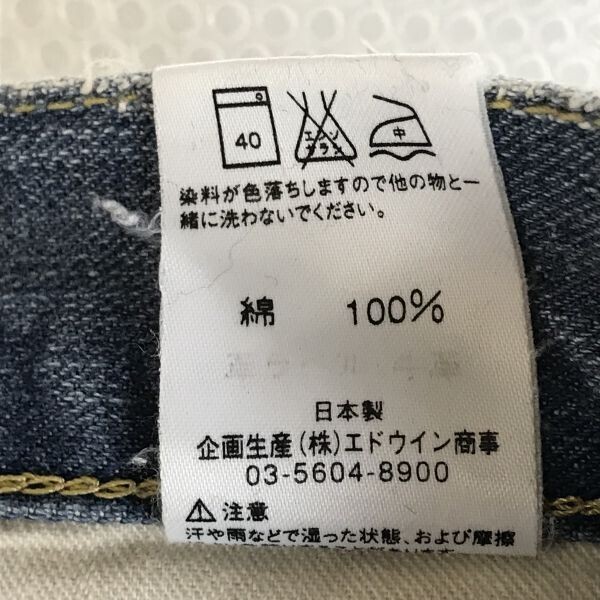 40
エンソ
サラシ
中
染料が色落ちしますので他の物と一
緒に洗わないでください。
綿 100%
日本製
企画生産(株)エドウイン商事
03-5604-8900
⚠注意
汗や雨などで湿った状態、および摩擦